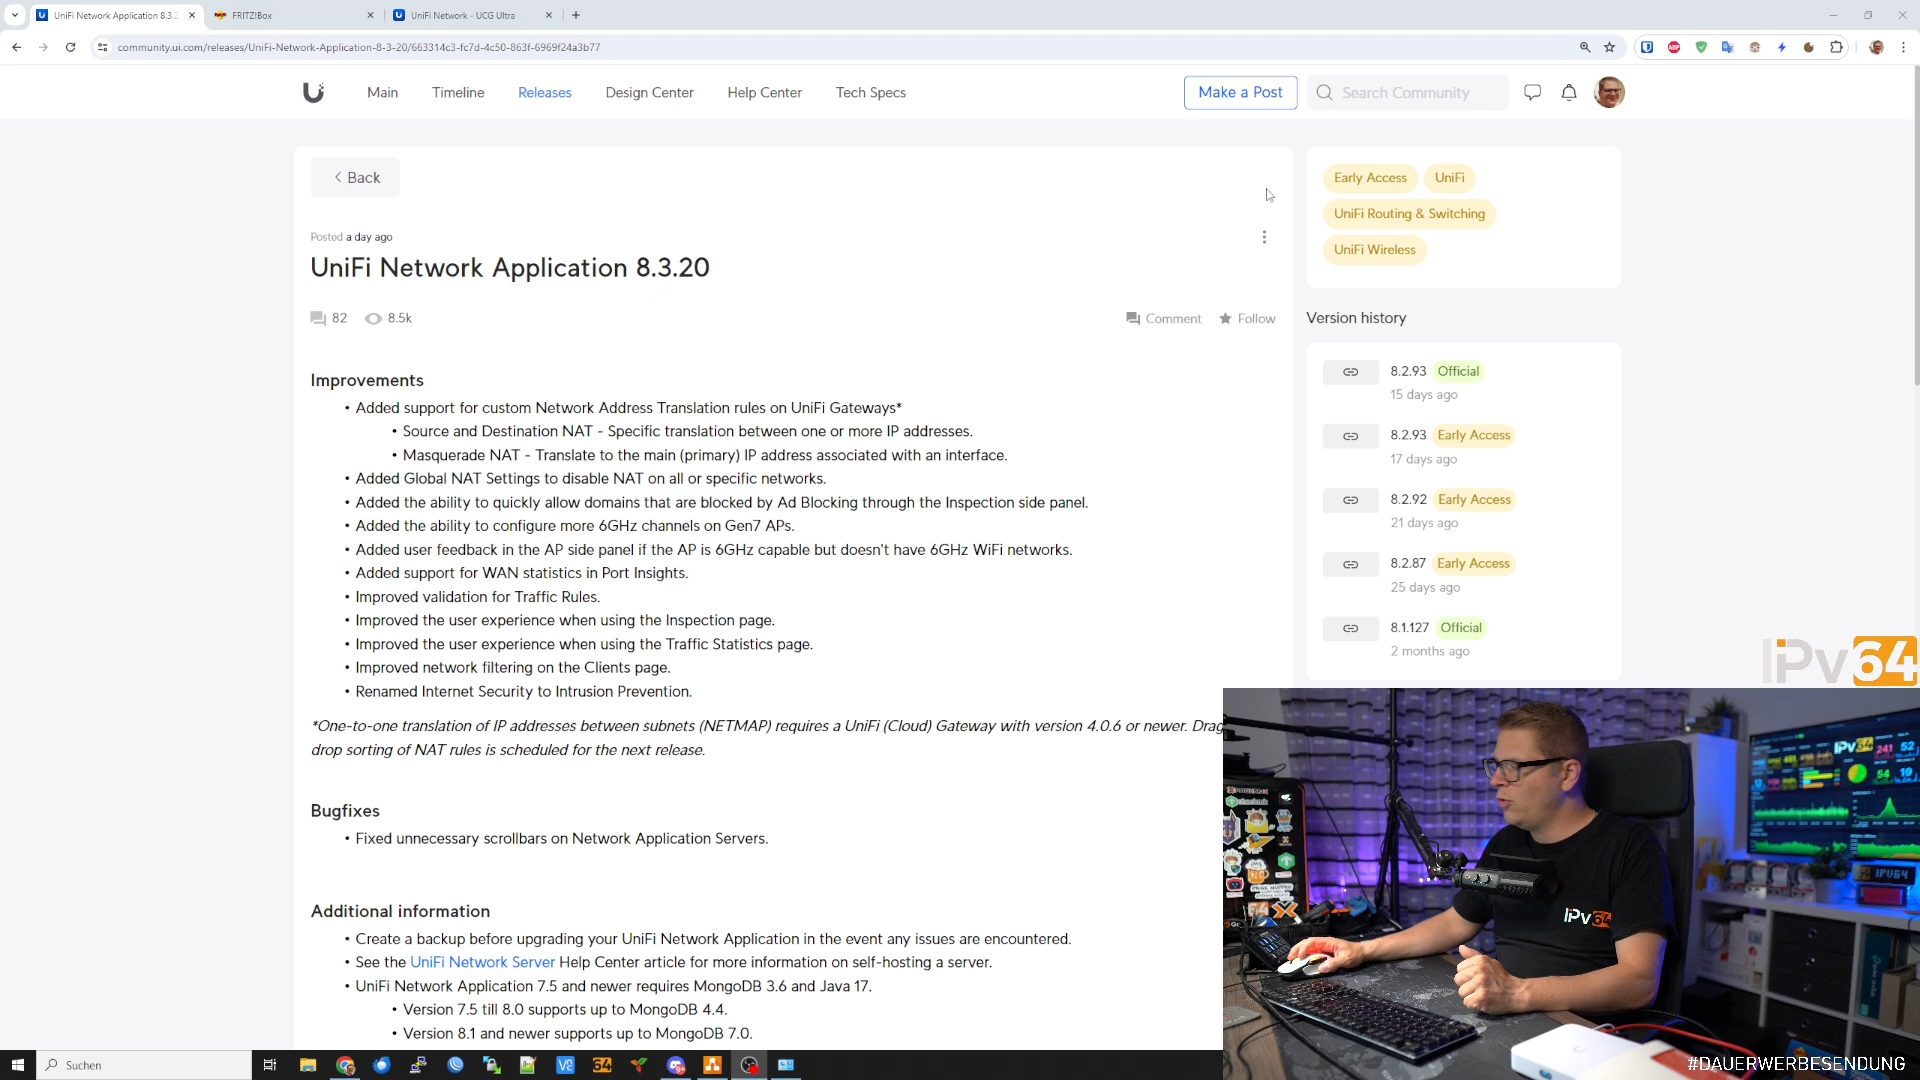 UniFi Network Application 8.3.2
FRITZ!Box
UniFi Network - UCG Ultra
community.ui.com/releases/UniFi-Network-Application-8-3-20/663314c3-fc7d-4c50-863f-6969f24a3b77
Main
Timeline
Releases
Design Center
Help Center
Tech Specs
Make a Post
Search Community
Back
Posted a day ago
UniFi Network Application 8.3.20
82
8.5k
Comment
Follow
Improvements
• Added support for custom Network Address Translation rules on UniFi Gateways*
• Source and Destination NAT - Specific translation between one or more IP addresses.
• Masquerade NAT - Translate to the main (primary) IP address associated with an interface.
• Added Global NAT Settings to disable NAT on all or specific networks.
• Added the ability to quickly allow domains that are blocked by Ad Blocking through the Inspection side panel.
• Added the ability to configure more 6GHz channels on Gen7 APs.
• Added user feedback in the AP side panel if the AP is 6GHz capable but doesn't have 6GHz WiFi networks.
• Added support for WAN statistics in Port Insights.
• Improved validation for Traffic Rules.
• Improved the user experience when using the Inspection page.
• Improved the user experience when using the Traffic Statistics page.
• Improved network filtering on the Clients page.
• Renamed Internet Security to Intrusion Prevention.
*One-to-one translation of IP addresses between subnets (NETMAP) requires a UniFi (Cloud) Gateway with version 4.0.6 or newer. Drag
drop sorting of NAT rules is scheduled for the next release.
Bugfixes
• Fixed unnecessary scrollbars on Network Application Servers.
Additional information
• Create a backup before upgrading your UniFi Network Application in the event any issues are encountered.
• See the UniFi Network Server Help Center article for more information on self-hosting a server.
• UniFi Network Application 7.5 and newer requires MongoDB 3.6 and Java 17.
• Version 7.5 till 8.0 supports up to MongoDB 4.4.
• Version 8.1 and newer supports up to MongoDB 7.0.
Early Access
UniFi
UniFi Routing & Switching
UniFi Wireless
Version history
8.2.93 Official
15 days ago
8.2.93 Early Access
17 days ago
8.2.92 Early Access
21 days ago
8.2.87 Early Access
25 days ago
8.1.127 Official
2 months ago
IPv64
IPv64
241
52
54
19
IPv64
IPV64
#DAUERWERBESENDUNG
Suchen
64